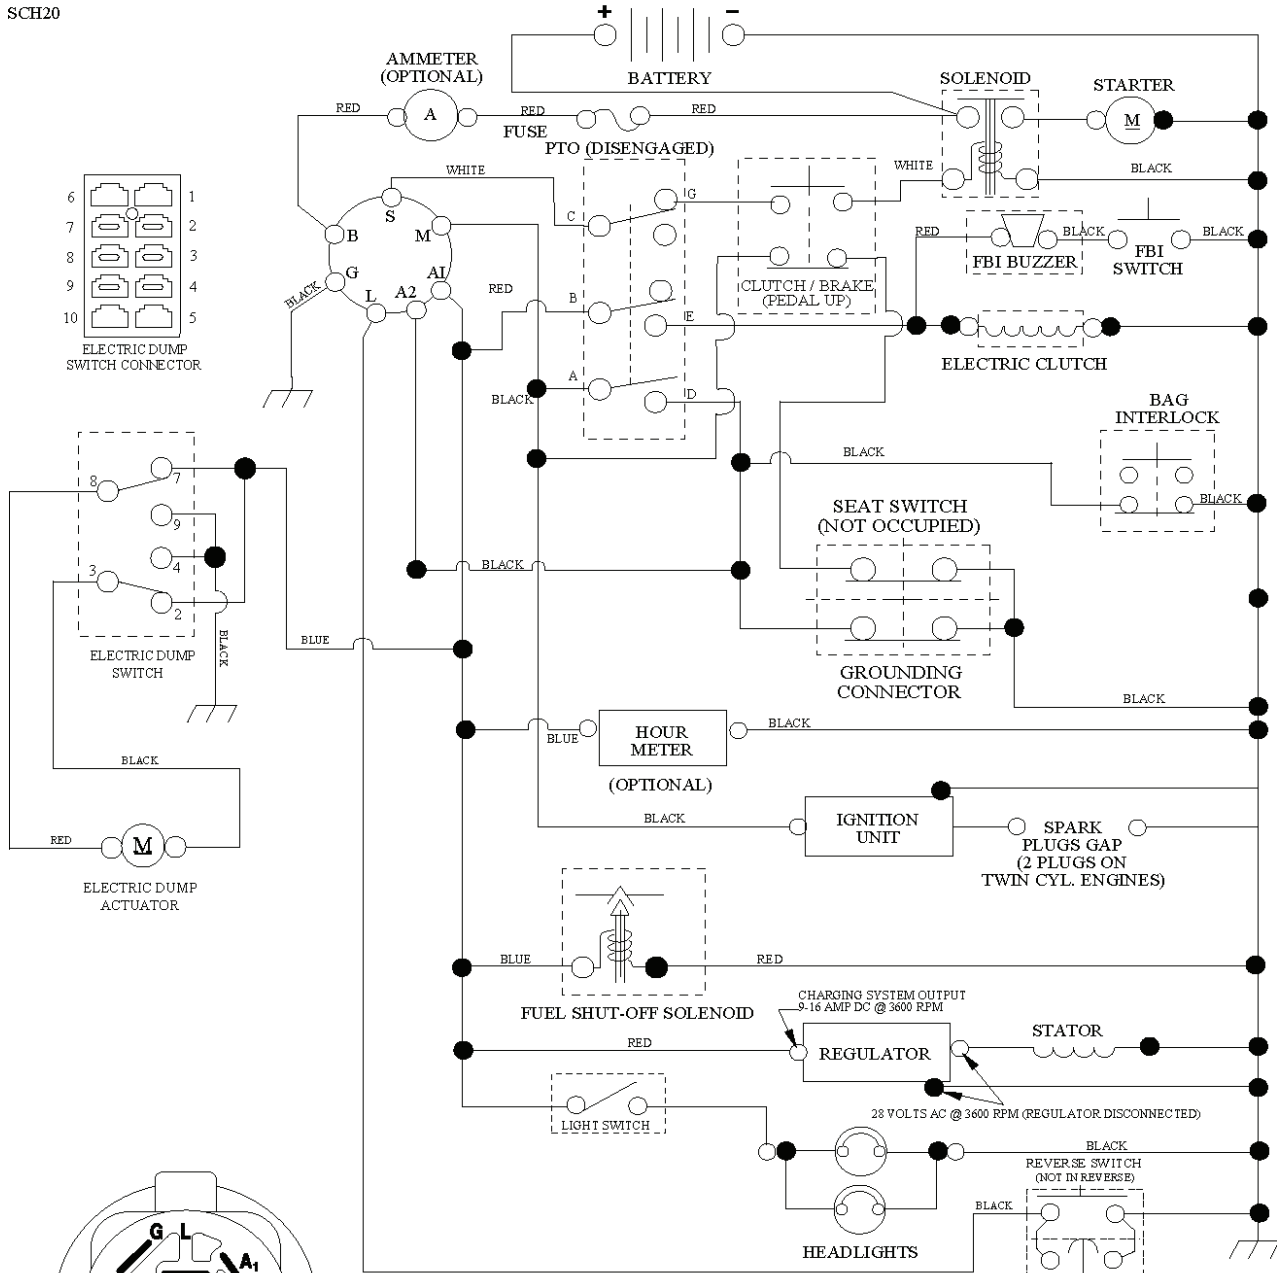 SCH20
+
−
BATTERY
AMMETER
(OPTIONAL)
A
RED
RED
FUSE
RED
PTO (DISENGAGED)
SOLENOID
STARTER
M
WHITE
WHITE
BLACK
6
1
7
2
8
3
9
4
10
5
ELECTRIC DUMP
SWITCH CONNECTOR
S
B
M
G
A1
L
A2
BLACK
C
G
B
E
A
D
RED
BLACK
CLUTCH / BRAKE
(PEDAL UP)
RED
FBI BUZZER
BLACK
FBI
SWITCH
BLACK
ELECTRIC CLUTCH
BAG
INTERLOCK
BLACK
BLACK
8
7
9
4
3
2
ELECTRIC DUMP
SWITCH
BLACK
BLUE
BLACK
SEAT SWITCH
(NOT OCCUPIED)
GROUNDING
CONNECTOR
BLACK
BLUE
HOUR
METER
(OPTIONAL)
BLACK
BLACK
RED
M
ELECTRIC DUMP
ACTUATOR
BLACK
IGNITION
UNIT
SPARK
PLUGS GAP
(2 PLUGS ON
TWIN CYL. ENGINES)
BLUE
RED
FUEL SHUT-OFF SOLENOID
CHARGING SYSTEM OUTPUT
9-16 AMP DC @ 3600 RPM
RED
REGULATOR
STATOR
28 VOLTS AC @ 3600 RPM (REGULATOR DISCONNECTED)
LIGHT SWITCH
BLACK
REVERSE SWITCH
(NOT IN REVERSE)
BLACK
HEADLIGHTS
G
L
A1